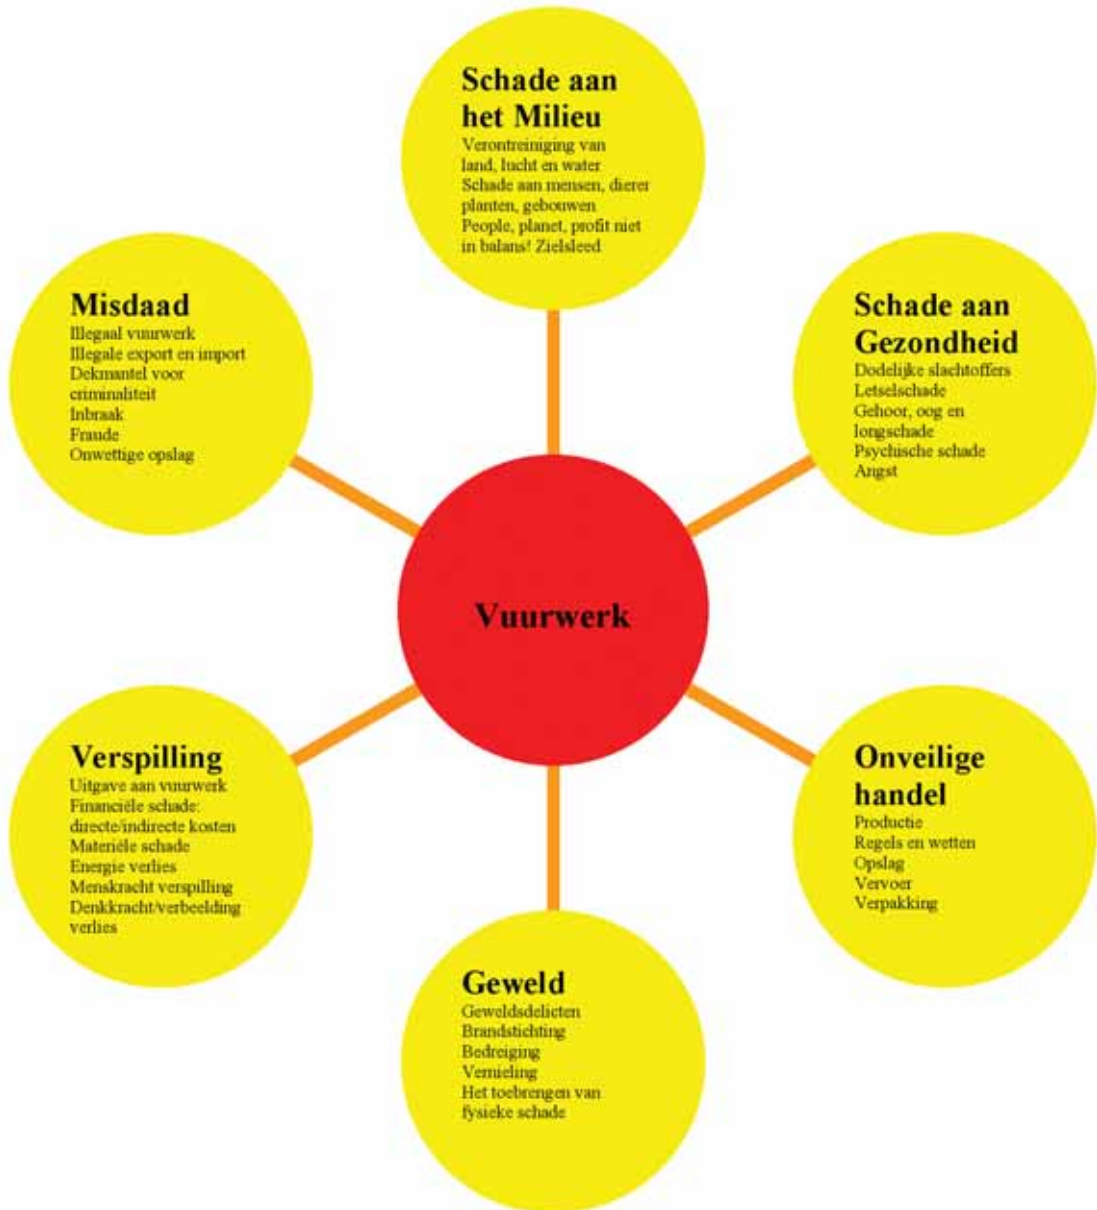 Schade aan
het Milieu
Verontreiniging van
land, lucht en water
Schade aan mensen, dierer
planten, gebouwen
People, planet, profit niet
in balans! Zielsleed
Misdaad
Illegaal vuurwerk
Illegale export en import
Dekmantel voor
criminaliteit
Inbraak
Fraude
Onwettige opslag
Schade aan
Gezondheid
Dodelijke slachtoffers
Letselschade
Gehoor, oog en
longschade
Psychische schade
Angst
Vuurwerk
Verspilling
Uitgave aan vuurwerk
Financiële schade:
directe/indirecte kosten
Materiële schade
Energie verlies
Menskracht verspilling
Denkkracht/verbeelding
verlies
Onveilige
handel
Productie
Regels en wetten
Opslag
Vervoer
Verpakking
Geweld
Geweldsdelicten
Brandstichting
Bedreiging
Vernieling
Het toebrengen van
fysieke schade